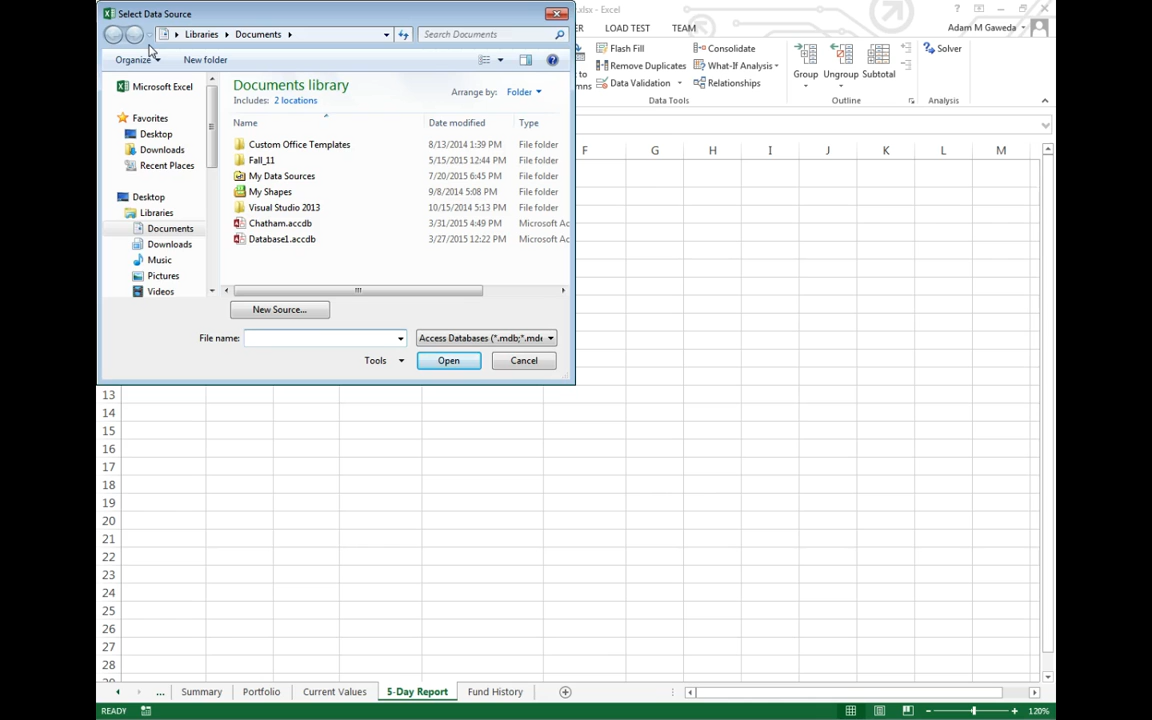 Select Data Source
.xlsx - Excel
Libraries Documents
Search Documents
Adam M Gaweda
ER LOAD TEST TEAM
Organize New folder
Flash Fill
Remove Duplicates
Data Validation
Consolidate
What-If Analysis
Relationships
Data Tools
Group Ungroup Subtotal
Outline
Solver
Analysis
Microsoft Excel
Favorites
Desktop
Downloads
Recent Places
Desktop
Libraries
Documents
Downloads
Music
Pictures
Videos
Documents library
Includes: 2 locations
Arrange by: Folder
Name Date modified Type
Custom Office Templates 8/13/2014 1:39 PM File folder
Fall_11 5/15/2015 12:44 PM File folder
My Data Sources 7/20/2015 6:45 PM File folder
My Shapes 9/8/2014 5:08 PM File folder
Visual Studio 2013 10/15/2014 5:13 PM File folder
Chatham.accdb 3/31/2015 4:49 PM Microsoft Ac
Database1.accdb 3/27/2015 12:22 PM Microsoft Ac
New Source...
File name:
Access Databases (*.mdb;*.mde
Tools Open Cancel
F G H I J K L M
13
14
15
16
17
18
19
20
21
22
23
24
25
26
27
28
... Summary Portfolio Current Values 5-Day Report Fund History
READY 120%